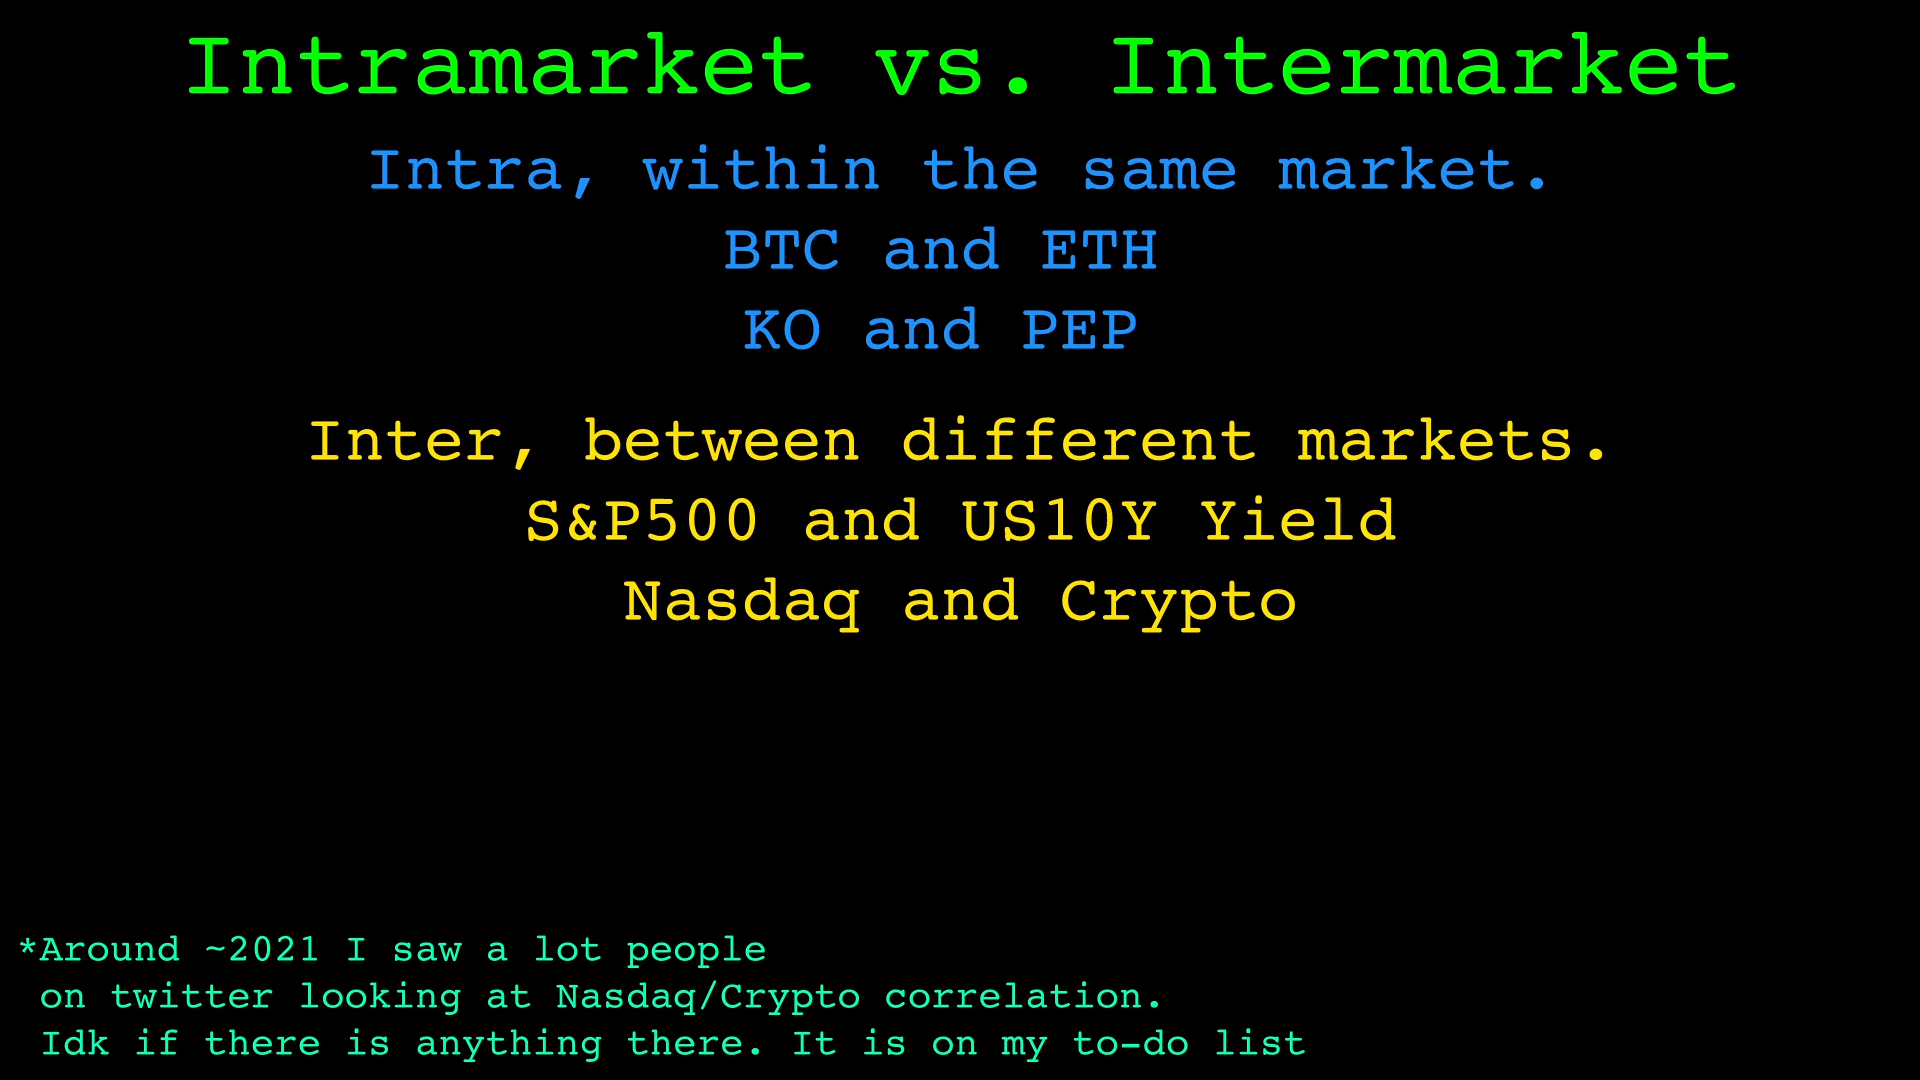 Intramarket vs. Intermarket
Intra, within the same market.
BTC and ETH
KO and PEP
Inter, between different markets.
S&P500 and US10Y Yield
Nasdaq and Crypto
*Around ~2021 I saw a lot people
on twitter looking at Nasdaq/Crypto correlation.
Idk if there is anything there. It is on my to-do list